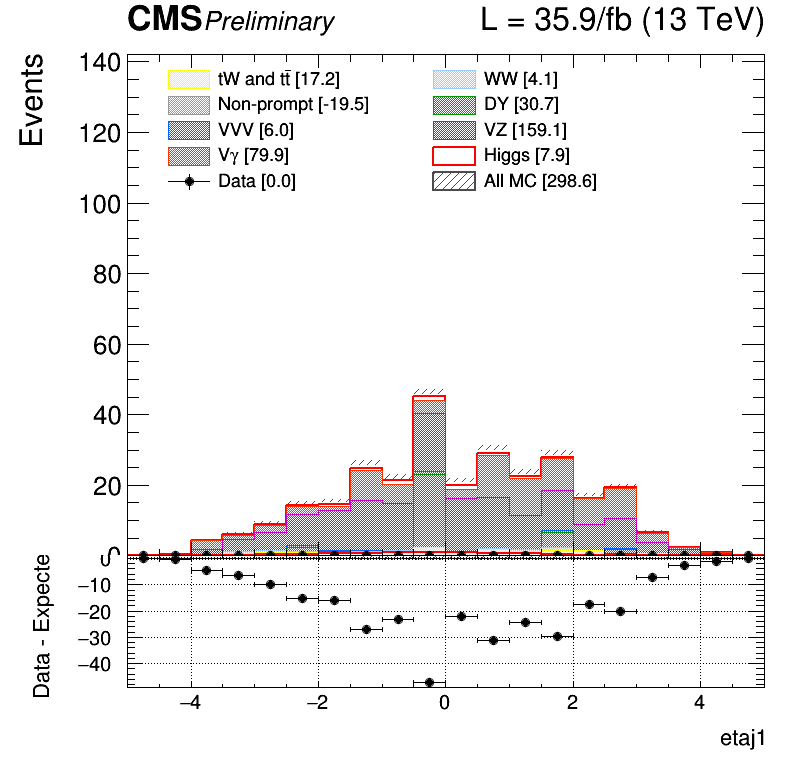 CMS Preliminary L = 35.9/fb (13 TeV)
Events
140
120
100
80
60
40
20
0
tW and tt̄ [17.2]
Non-prompt [-19.5]
VVV [6.0]
Vγ [79.9]
Data [0.0]
WW [4.1]
DY [30.7]
VZ [159.1]
Higgs [7.9]
All MC [298.6]
Data - Expecte
0
−10
−20
−30
−40
−4 −2 0 2 4
etaj1